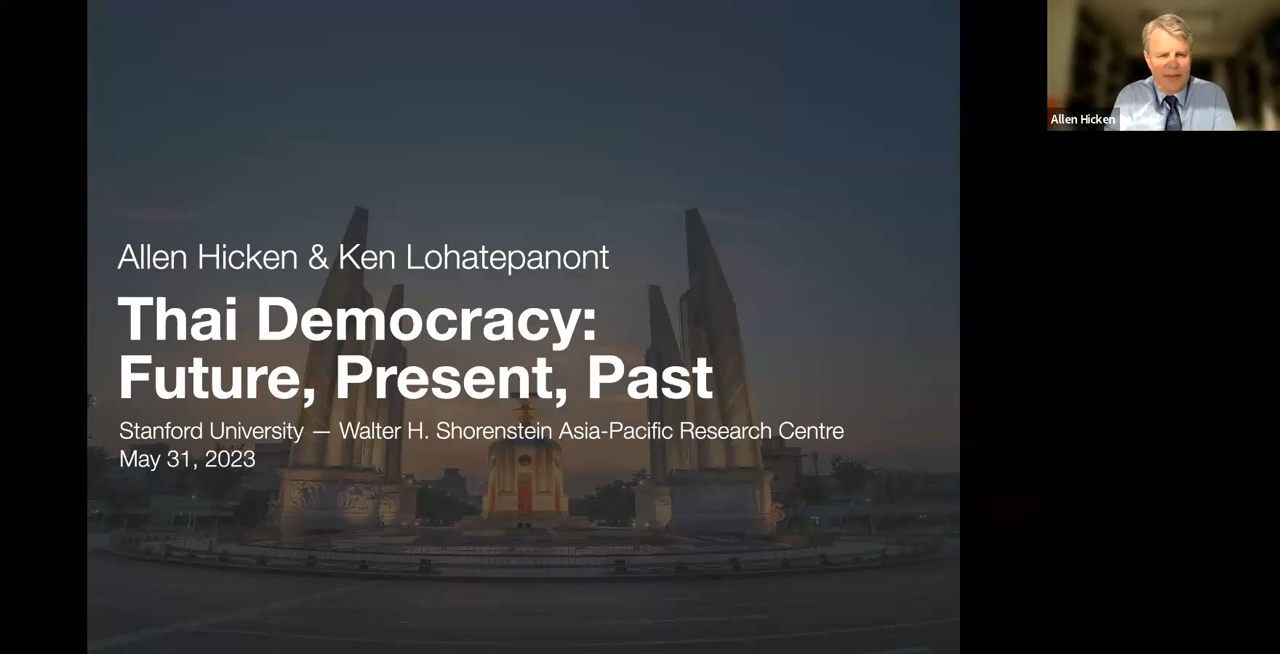 Allen Hicken & Ken Lohatepanont
Thai Democracy:
Future, Present, Past
Stanford University — Walter H. Shorenstein Asia-Pacific Research Centre
May 31, 2023
Allen Hicken